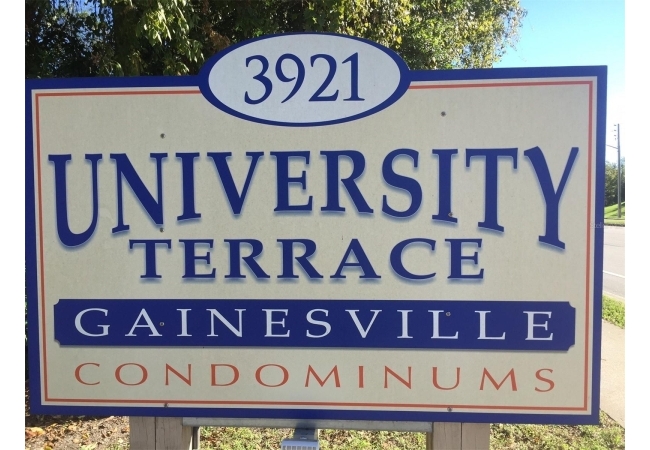 3921
UNIVERSITY
TERRACE
GAINESVILLE
CONDOMINUMS